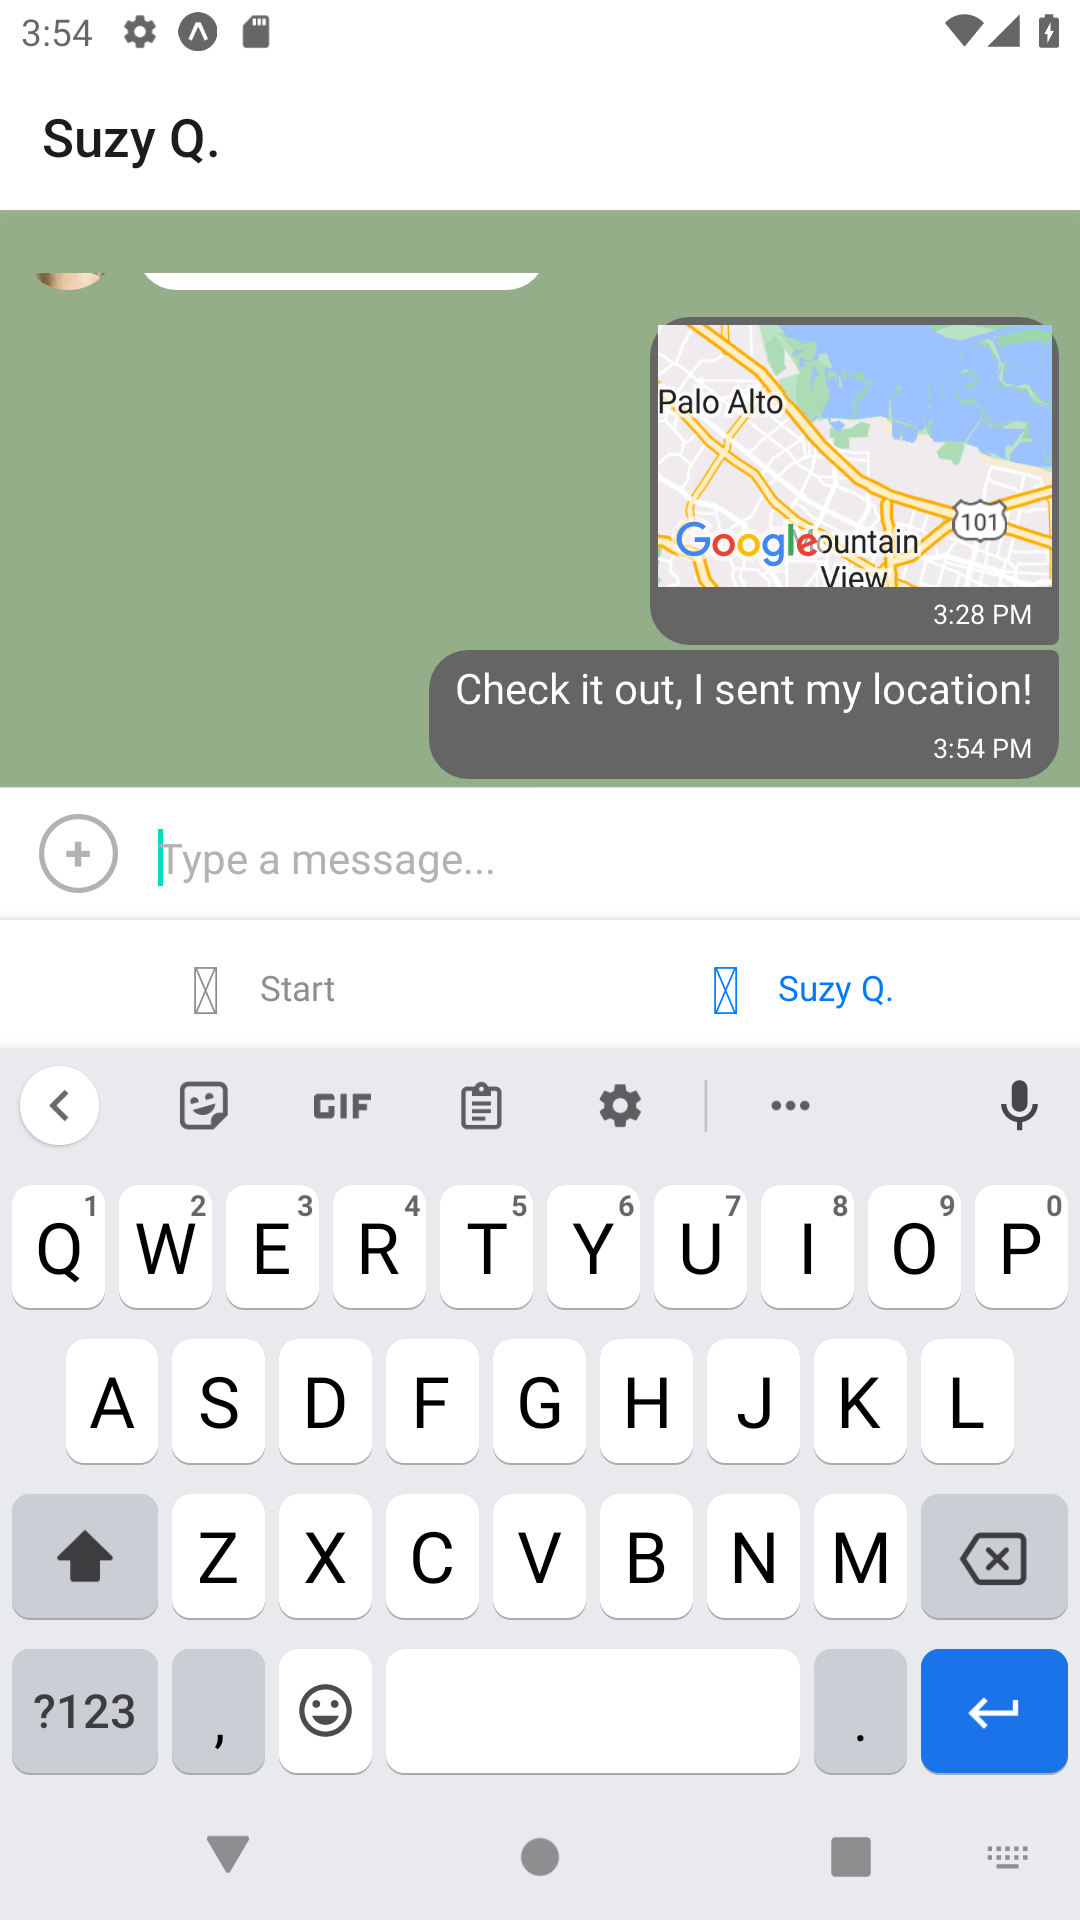 3:54
Suzy Q.
Palo Alto
101
Google
ountain
View
3:28 PM
Check it out, I sent my location!
3:54 PM
Type a message...
Start
Suzy Q.
GIF
1 2 3 4 5 6 7 8 9 0
Q W E R T Y U I O P
A S D F G H J K L
Z X C V B N M
?123 , .